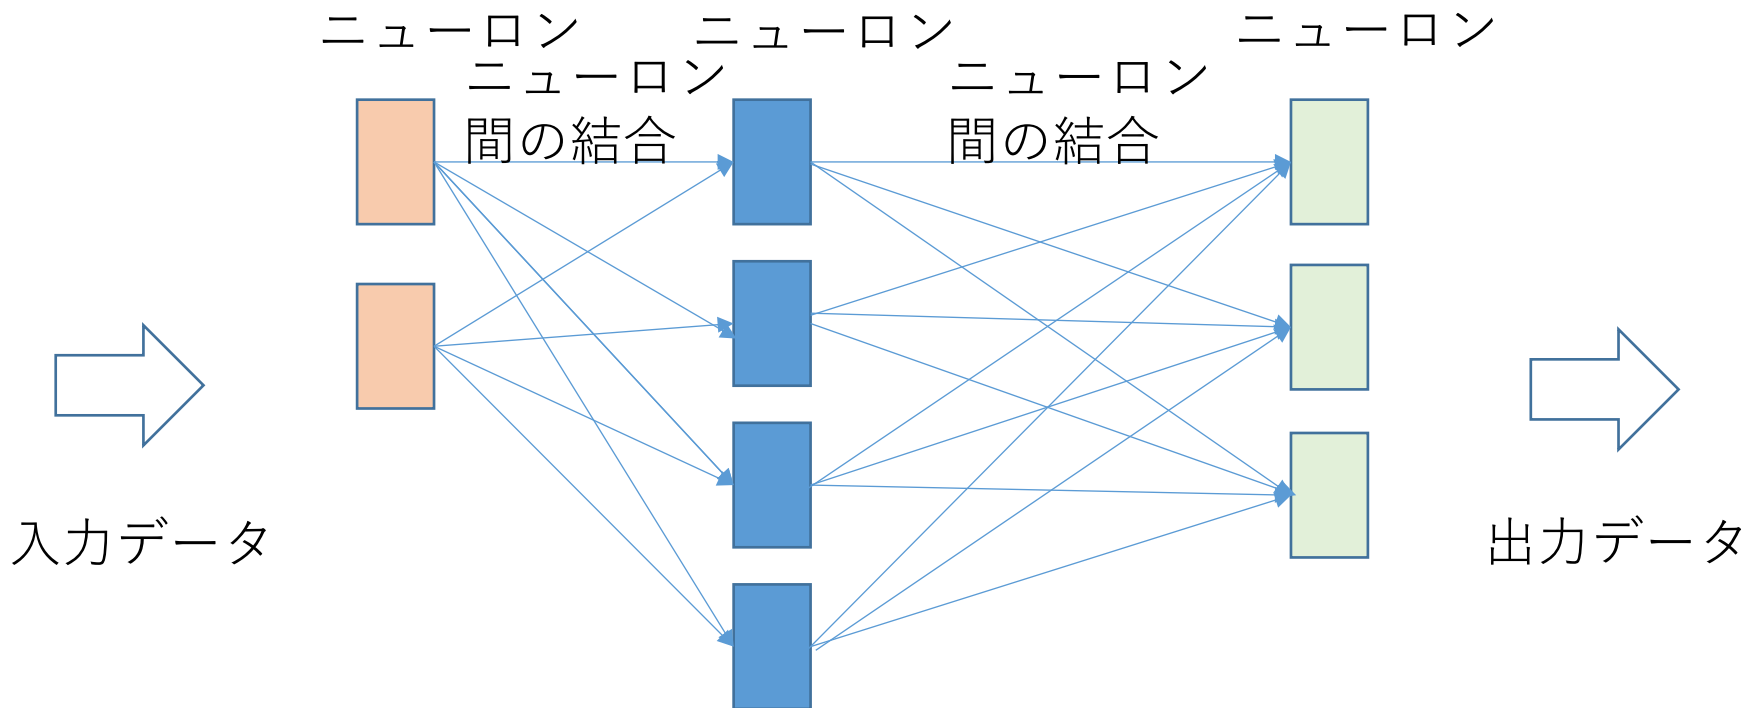 ニューロン
ニューロン
間の結合
ニューロン
ニューロン
間の結合
ニューロン
入力データ
出力データ